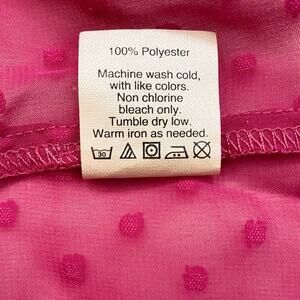 100% Polyester
Machine wash cold,
with like colors.
Non chlorine
bleach only.
Tumble dry low.
Warm iron as needed.
30